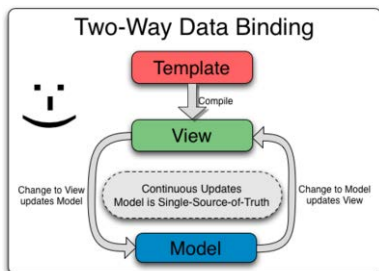 Two-Way Data Binding
Template
Compile
View
Change to View
updates Model
Continuous Updates
Model is Single-Source-of-Truth
Change to Model
updates View
Model